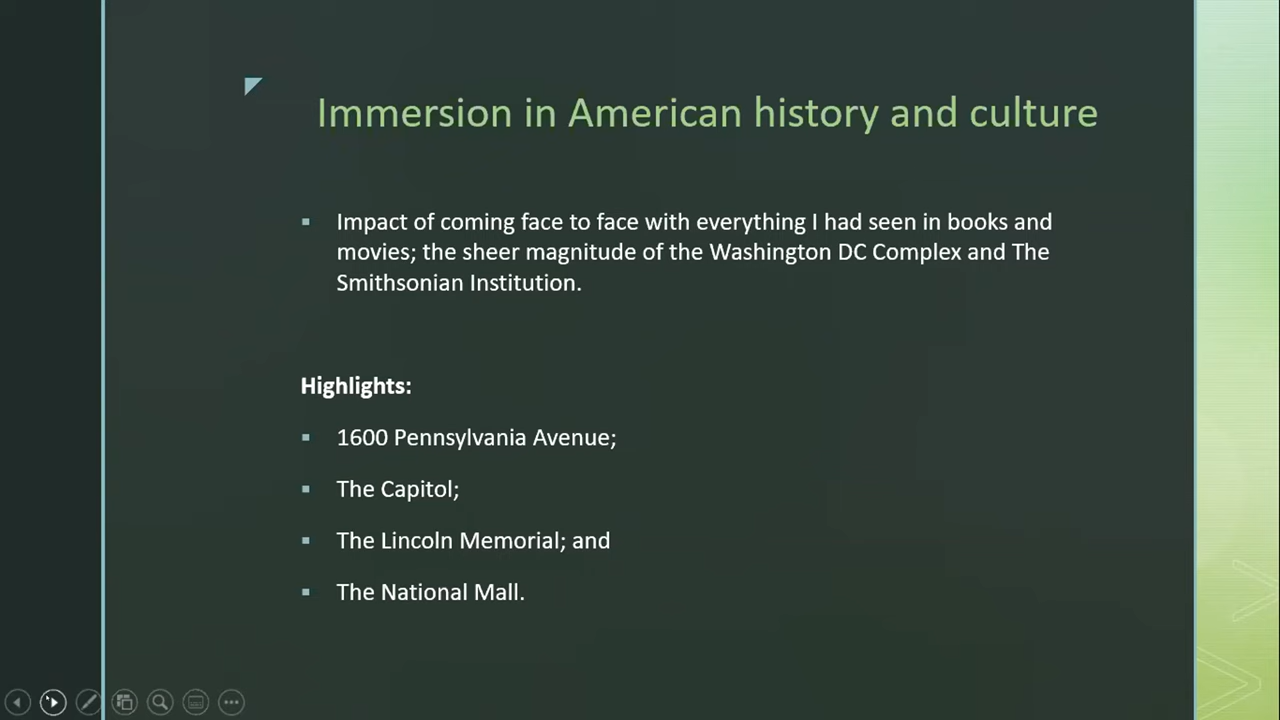 Immersion in American history and culture
Impact of coming face to face with everything I had seen in books and
movies; the sheer magnitude of the Washington DC Complex and The
Smithsonian Institution.
Highlights:
1600 Pennsylvania Avenue;
The Capitol;
The Lincoln Memorial; and
The National Mall.